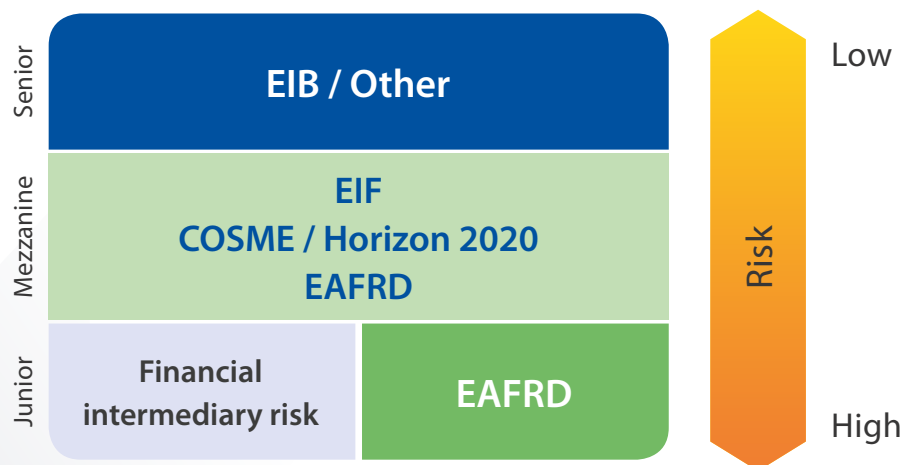 Senior
EIB / Other
Low
Mezzanine
EIF
COSME / Horizon 2020
EAFRD
Risk
Junior
Financial
intermediary risk
EAFRD
High